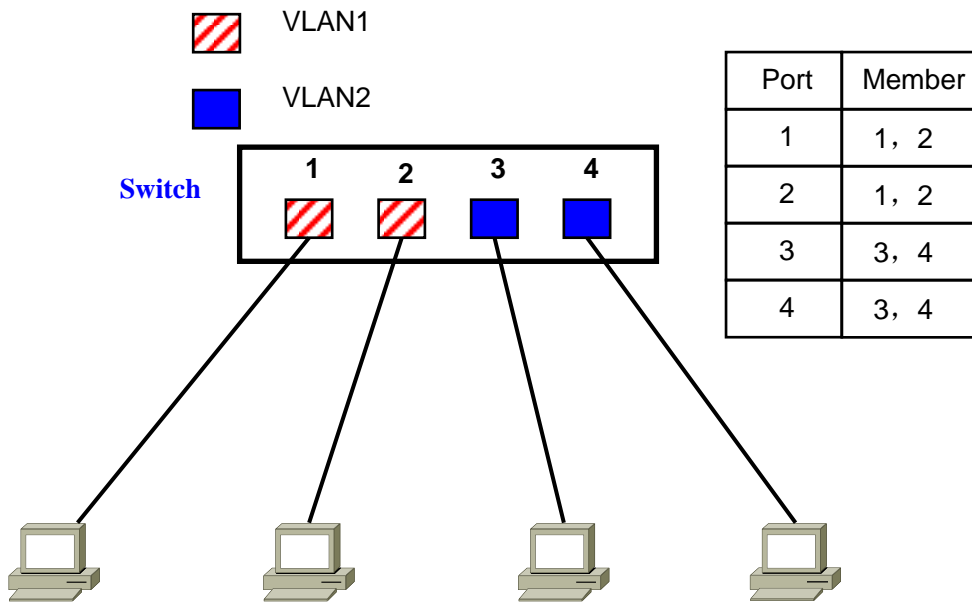 VLAN1
VLAN2
Switch
1 2 3 4
Port Member
1 1，2
2 1，2
3 3，4
4 3，4